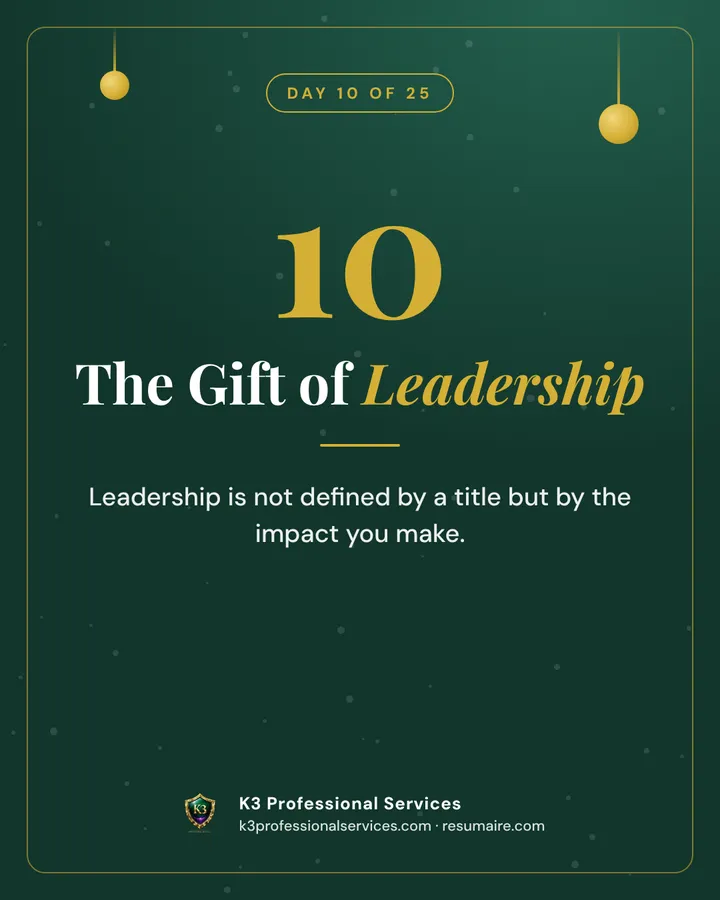 DAY 10 OF 25
10
The Gift of Leadership
Leadership is not defined by a title but by the
impact you make.
K3
K3 Professional Services
k3professionalservices.com · resumaire.com